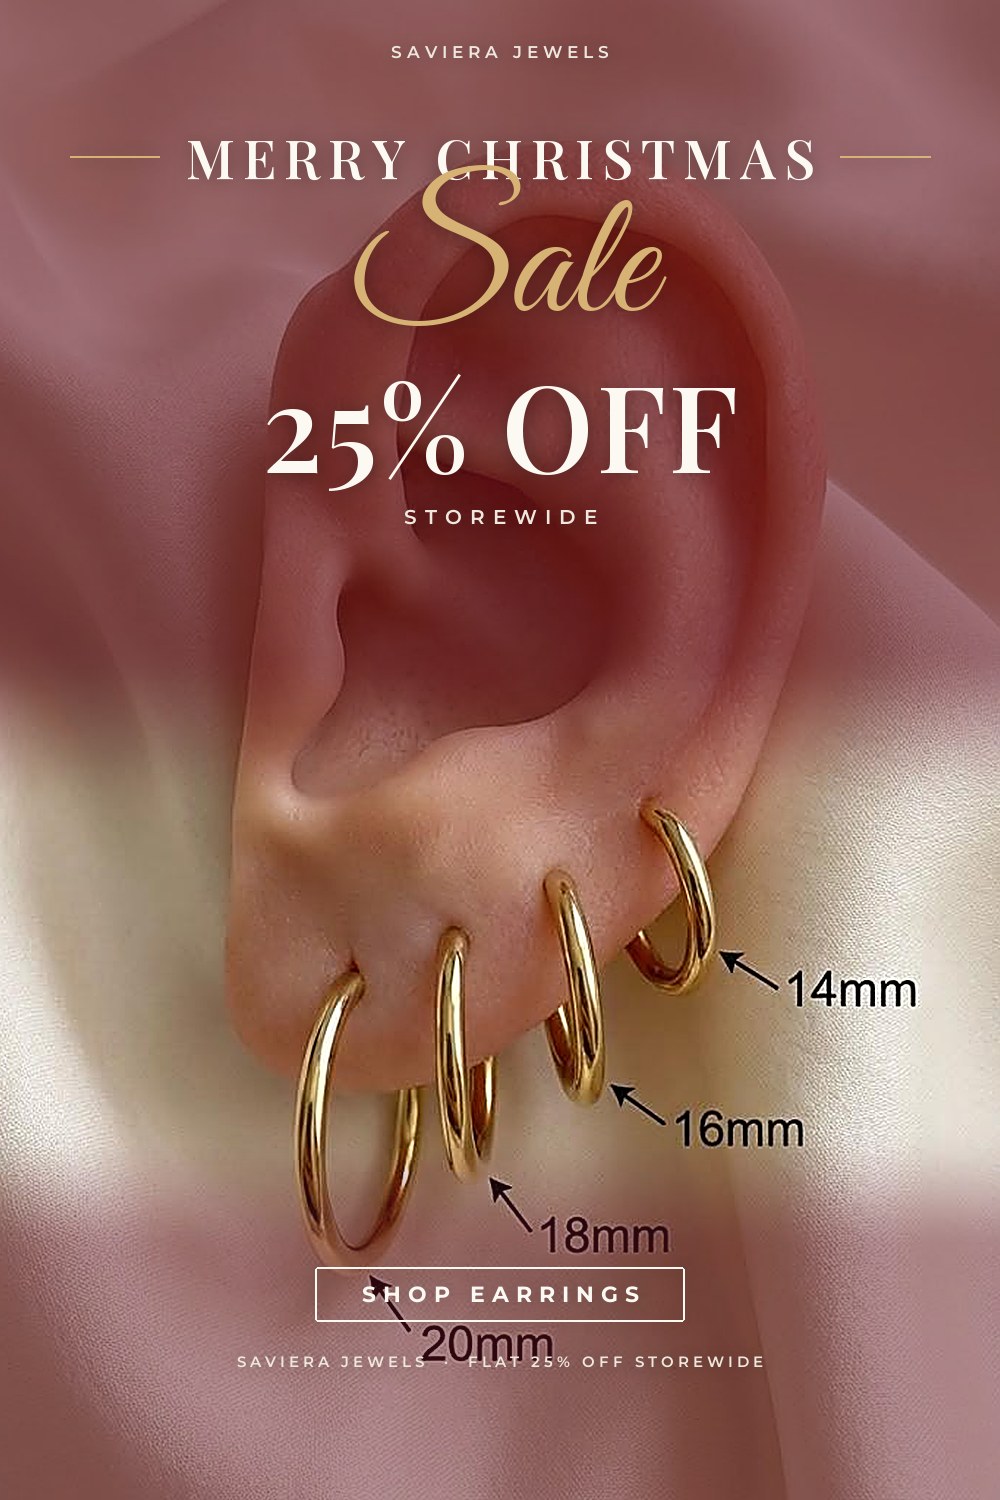 SAVIERA JEWELS
MERRY CHRISTMAS
Sale
25% OFF
STOREWIDE
14mm
16mm
18mm
SHOP EARRINGS
20mm
SAVIERA JEWELS · FLAT 25% OFF STOREWIDE